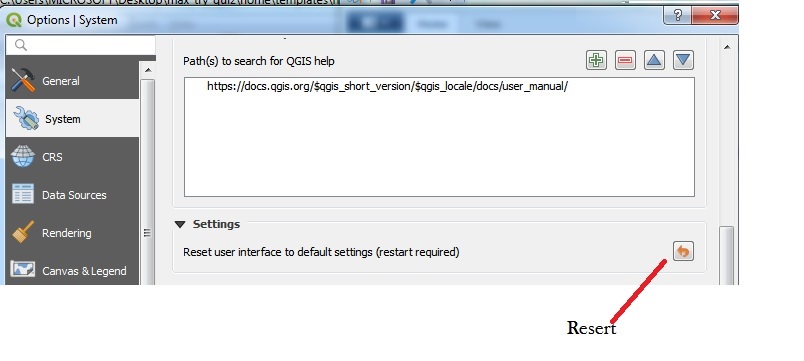 C:\Users\MICROSOFT\Desktop\max_try_quiz\home\templates\
Options | System
General
System
CRS
Data Sources
Rendering
Canvas & Legend
Path(s) to search for QGIS help
https://docs.qgis.org/$qgis_short_version/$qgis_locale/docs/user_manual/
Settings
Reset user interface to default settings (restart required)
Resert